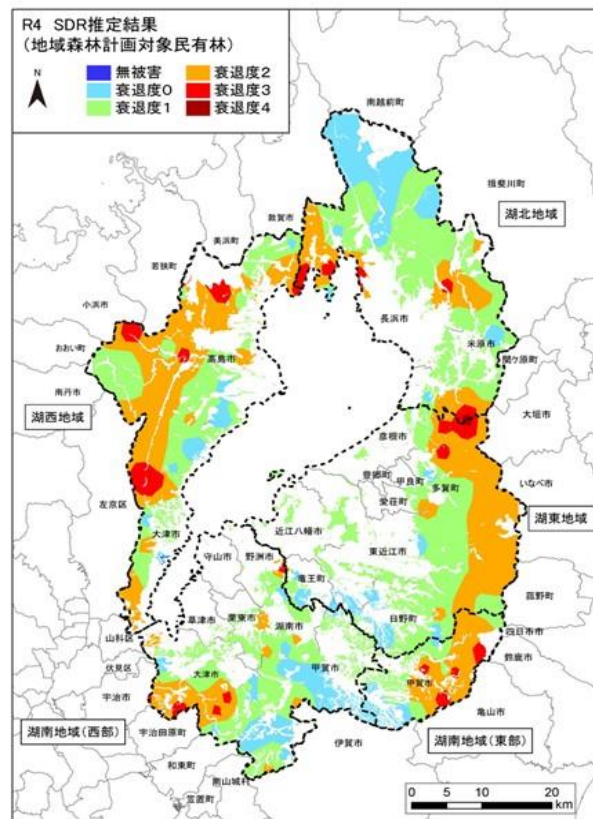 R4 SDR推定結果
(地域森林計画対象民有林)
N
無被害
衰退度0
衰退度1
衰退度2
衰退度3
衰退度4
南越前町
揖斐川町
湖北地域
敦賀市
美浜町
若狭町
小浜市
おおい町
南丹市
高島市
長浜市
米原市
関ケ原町
湖西地域
大垣市
彦根市
豊郷町
甲良町
多賀町
愛荘町
いなべ市
左京区
大津市
湖東地域
近江八幡市
東近江市
守山市
野洲市
竜王町
菰野町
草津市
栗東市
湖南市
日野町
山科区
四日市市
伏見区
大津市
甲賀市
甲賀市
鈴鹿市
宇治市
亀山市
湖南地域(西部)
宇治田原町
伊賀市
湖南地域(東部)
和束町
南山城村
笠置町
0 5 10 20
km